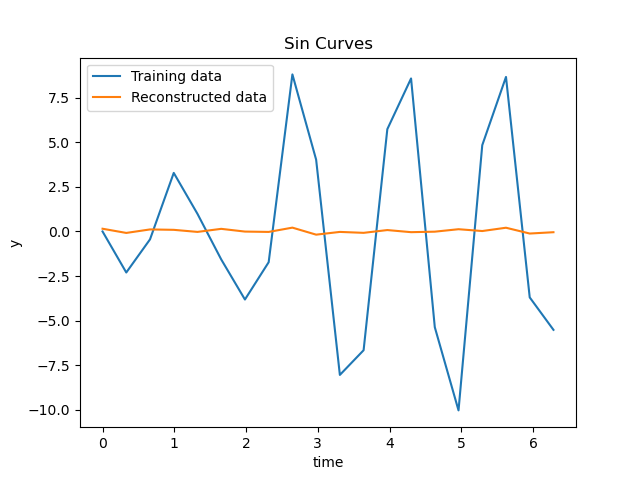 Sin Curves
Training data
Reconstructed data
7.5
5.0
2.5
0.0
−2.5
−5.0
−7.5
−10.0
y
0 1 2 3 4 5 6
time